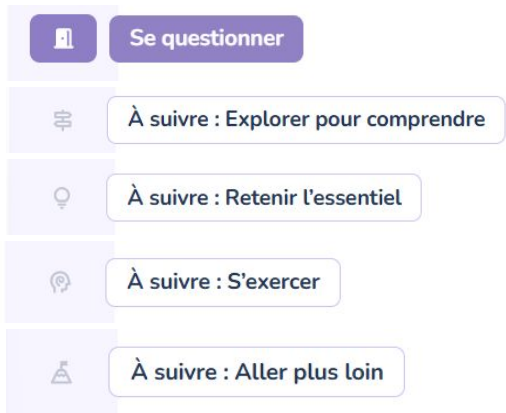 Se questionner
À suivre : Explorer pour comprendre
À suivre : Retenir l’essentiel
À suivre : S’exercer
À suivre : Aller plus loin